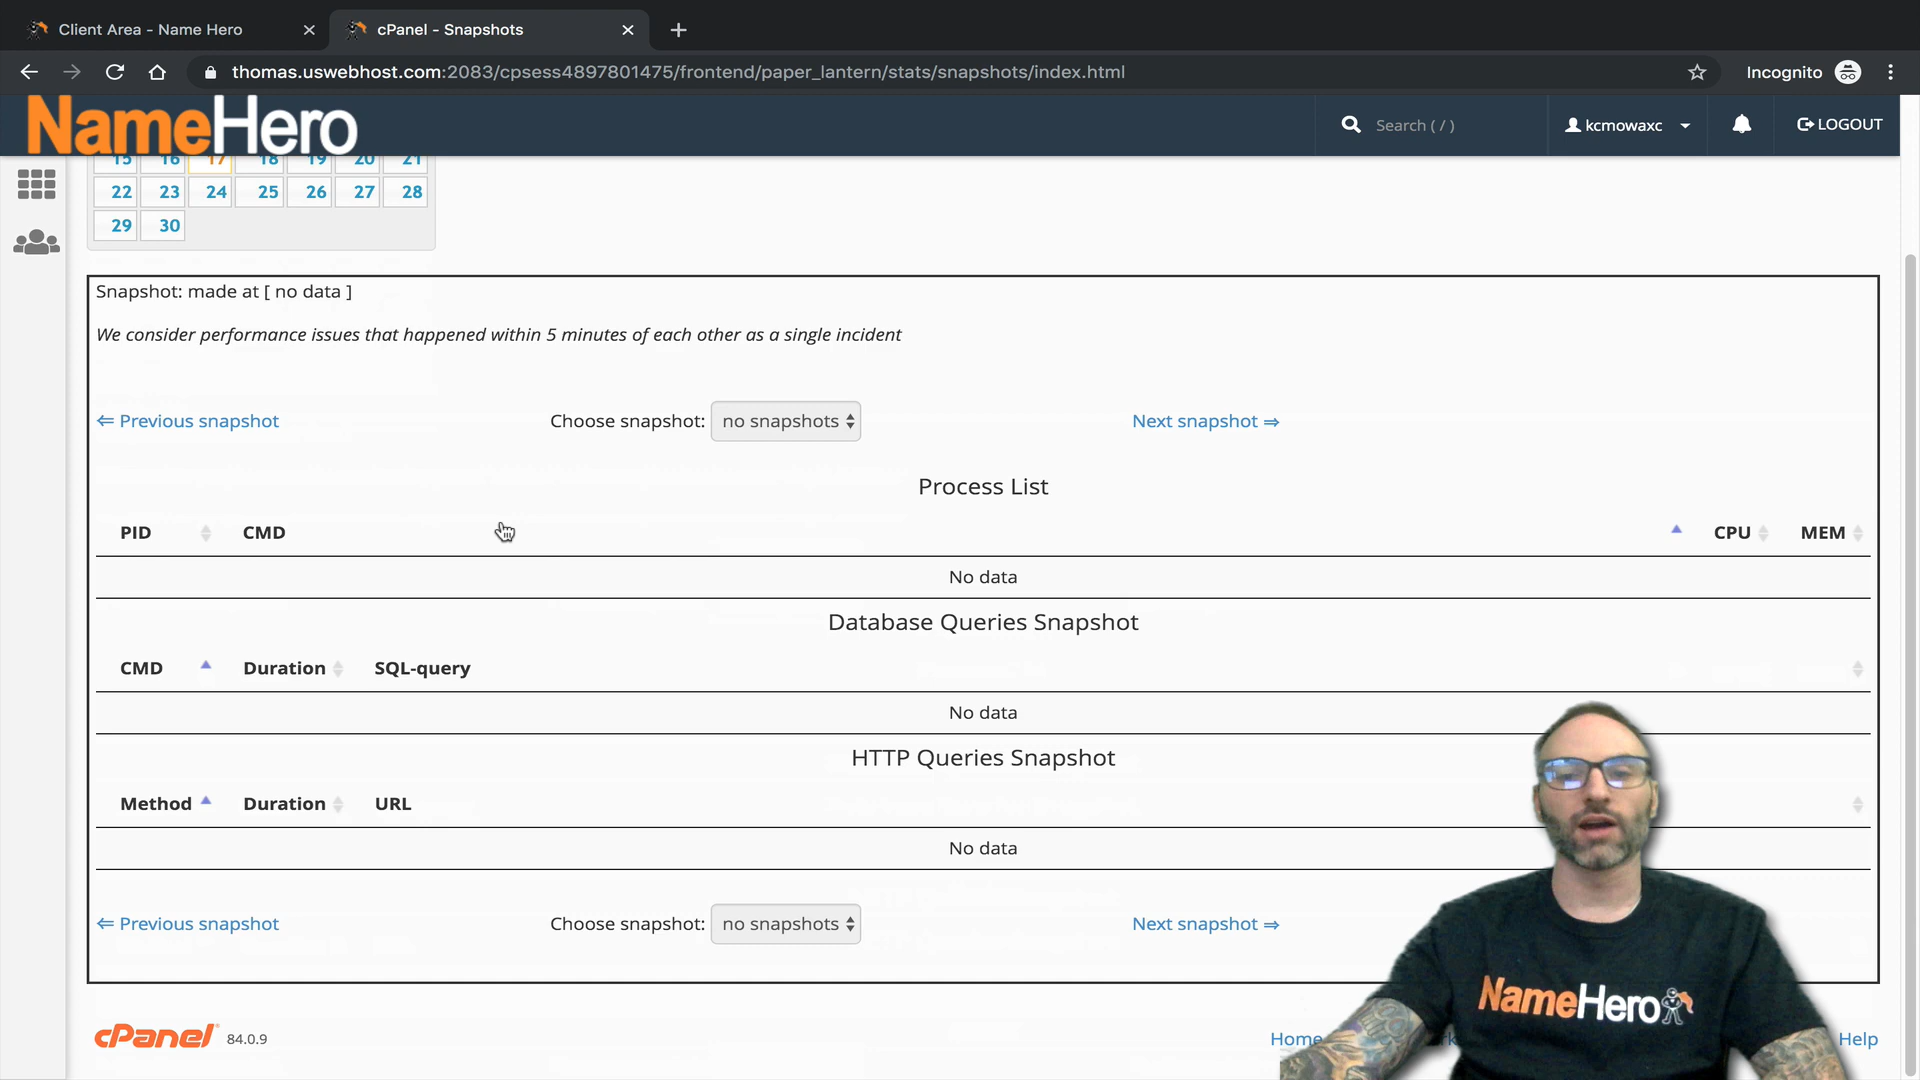 Client Area - Name Hero
cPanel - Snapshots
thomas.uswebhost.com:2083/cpsess4897801475/frontend/paper_lantern/stats/snapshots/index.html
Incognito
NameHero
Search ( / )
kcmowaxc
LOGOUT
15 16 17 18 19 20 21
22 23 24 25 26 27 28
29 30
Snapshot: made at [ no data ]
We consider performance issues that happened within 5 minutes of each other as a single incident
⇐ Previous snapshot
Choose snapshot: no snapshots
Next snapshot ⇒
Process List
PID CMD CPU MEM
No data
Database Queries Snapshot
CMD Duration SQL-query
No data
HTTP Queries Snapshot
Method Duration URL
No data
⇐ Previous snapshot
Choose snapshot: no snapshots
Next snapshot ⇒
NameHero
cPanel 84.0.9
Home
Help